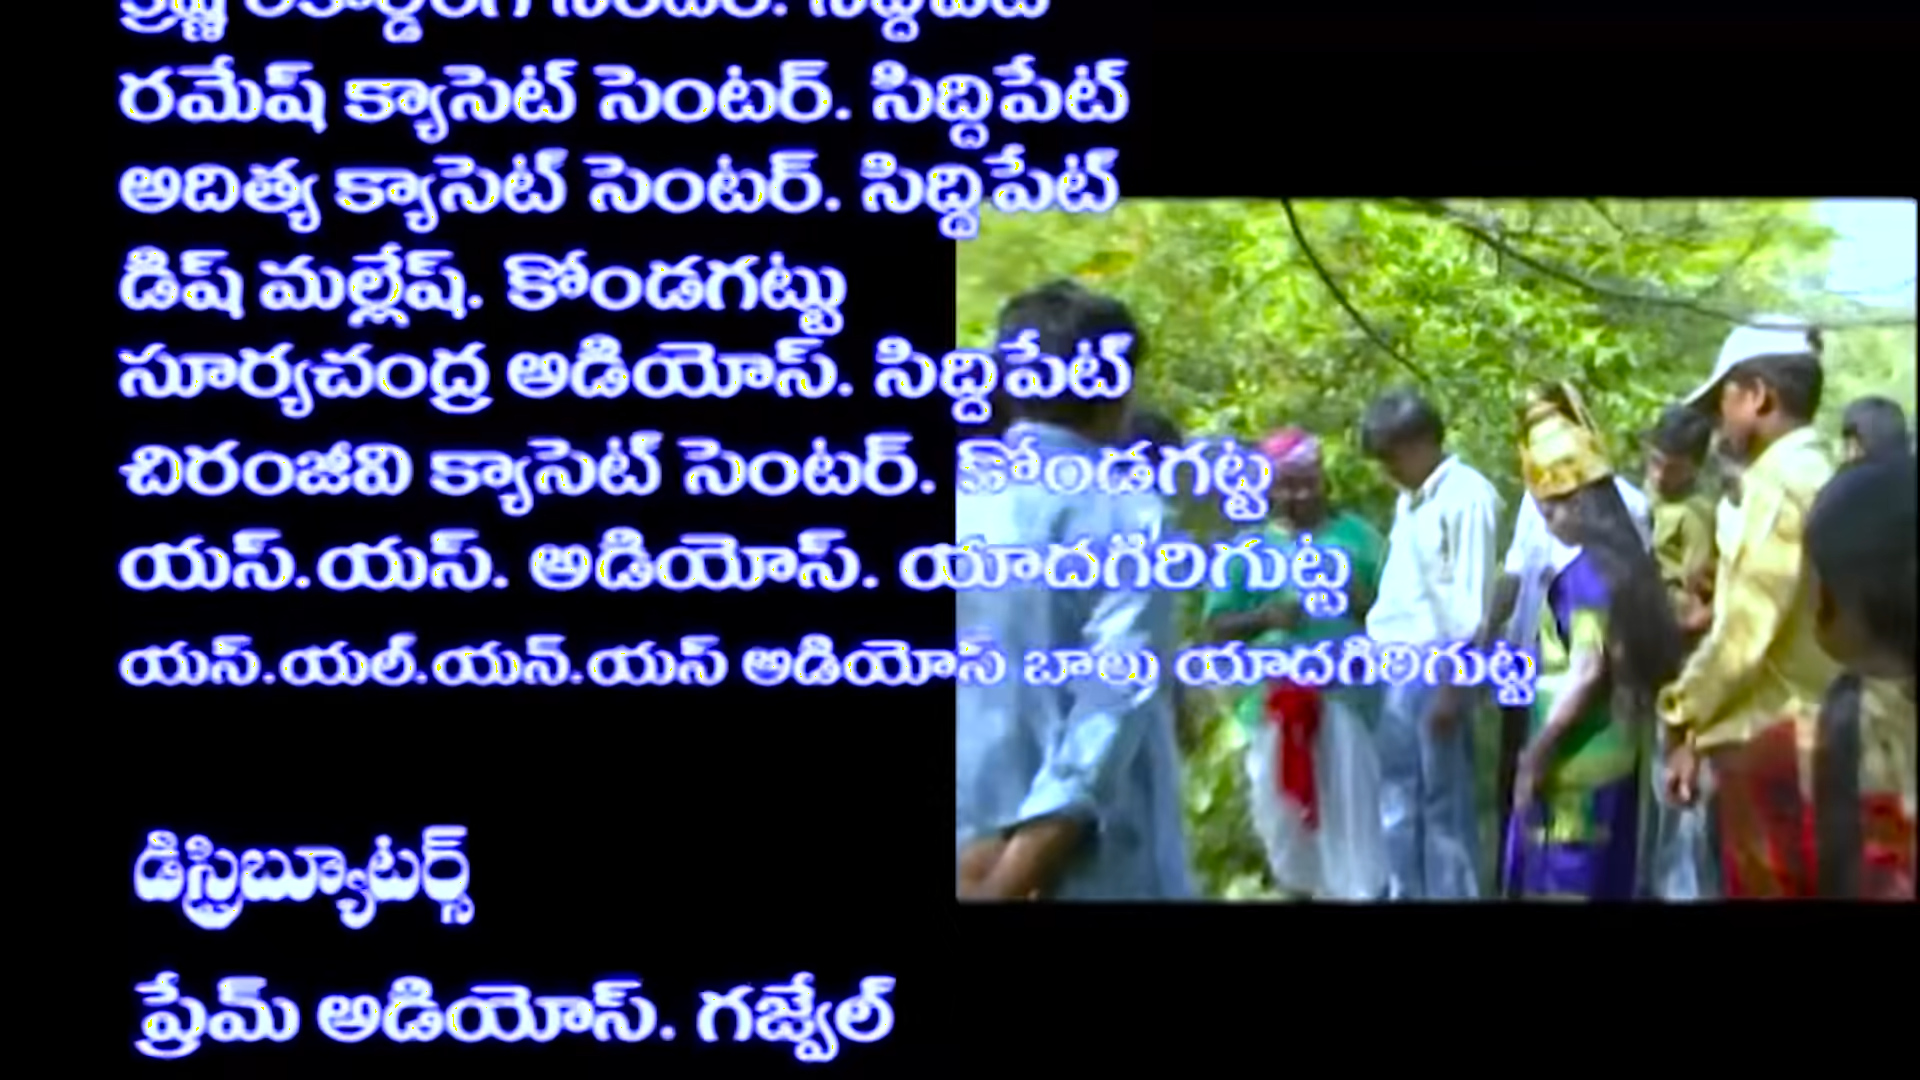 రికార్డింగ్ సెంటర్. సిద్దిపేట్
రమేష్ క్యాసెట్ సెంటర్. సిద్దిపేట్
అదిత్య క్యాసెట్ సెంటర్. సిద్దిపేట్
డిష్ మల్లేష్. కోండగట్టు
సూర్యచంద్ర అడియోస్. సిద్దిపేట్
చిరంజీవి క్యాసెట్ సెంటర్. కోండగట్ట
యస్.యస్. అడియోస్. యాదగిరిగుట్ట
యస్.యల్.యన్.యస్ అడియోస్ బాలు యాదగిరిగుట్ట
డిస్ట్రిబ్యూటర్స్
ప్రేమ్ అడియోస్. గజ్వేల్